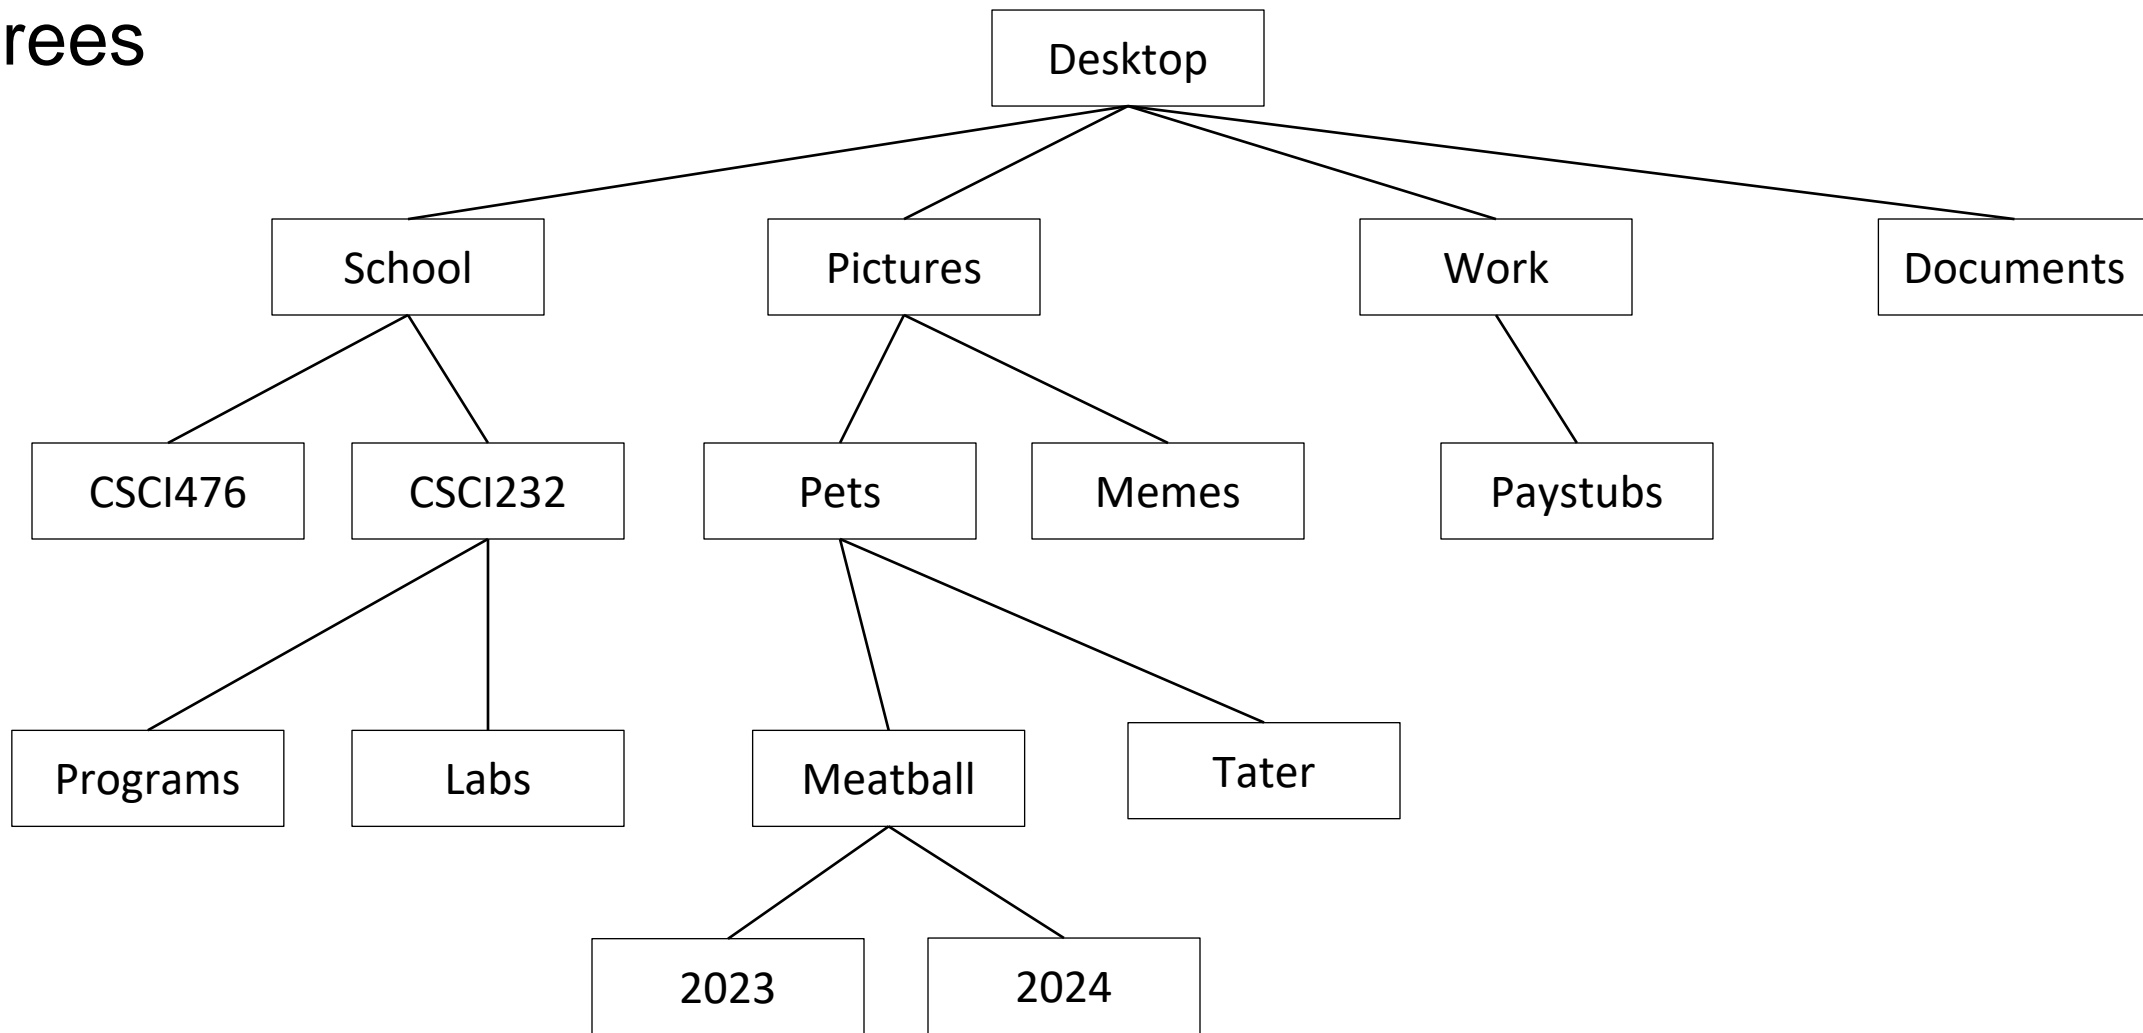 rees
Desktop
School
Pictures
Work
Documents
CSCI476
CSCI232
Pets
Memes
Paystubs
Programs
Labs
Meatball
Tater
2023
2024